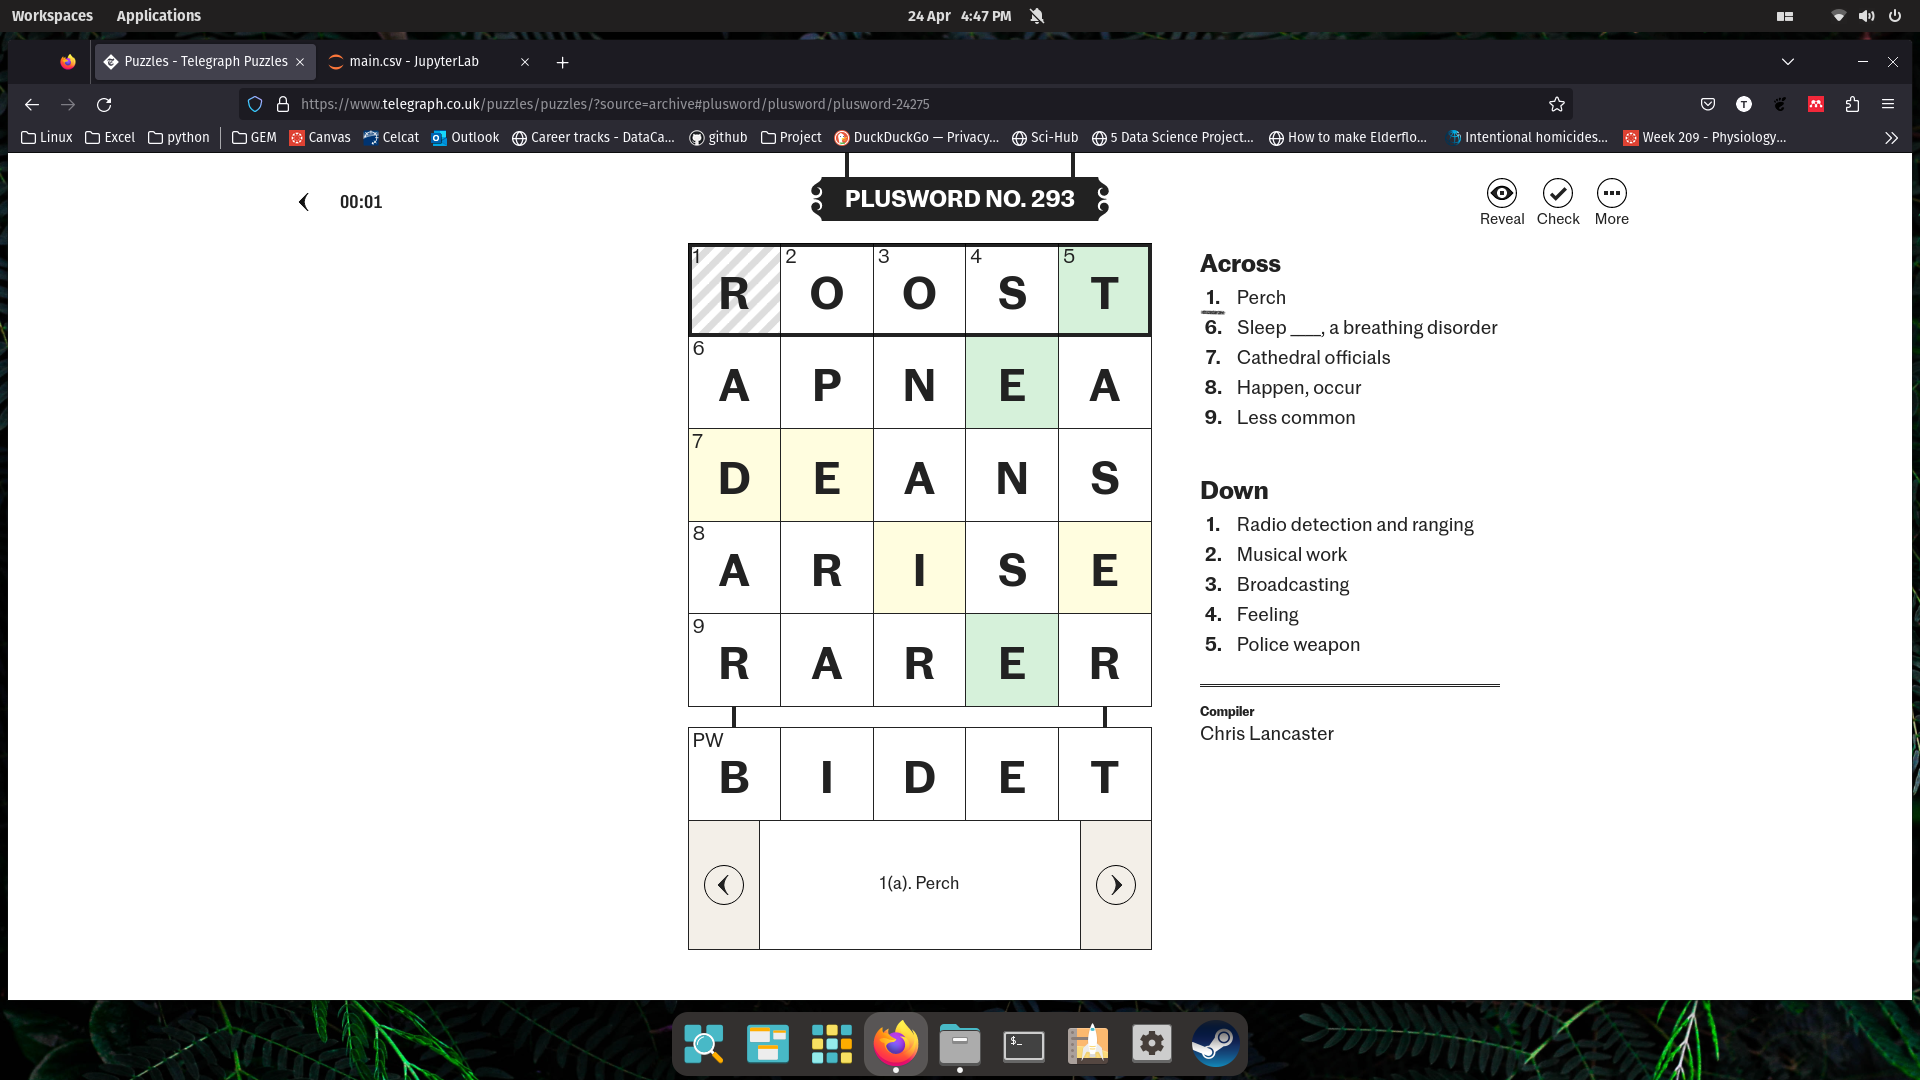 Workspaces Applications 24 Apr 4:47 PM
Puzzles - Telegraph Puzzles main.csv - JupyterLab
https://www.telegraph.co.uk/puzzles/puzzles/?source=archive#plusword/plusword/plusword-24275
Linux Excel python GEM Canvas Celcat Outlook Career tracks - DataCa... github Project DuckDuckGo — Privacy... Sci-Hub 5 Data Science Project... How to make Elderflo... Intentional homicides... Week 209 - Physiology...
00:01
PLUSWORD NO. 293
Reveal Check More
1 R 2 O 3 O 4 S 5 T
6 A P N E A
7 D E A N S
8 A R I S E
9 R A R E R
PW B I D E T
1(a). Perch
Across
1. Perch
6. Sleep ___, a breathing disorder
7. Cathedral officials
8. Happen, occur
9. Less common
Down
1. Radio detection and ranging
2. Musical work
3. Broadcasting
4. Feeling
5. Police weapon
Compiler
Chris Lancaster
$_